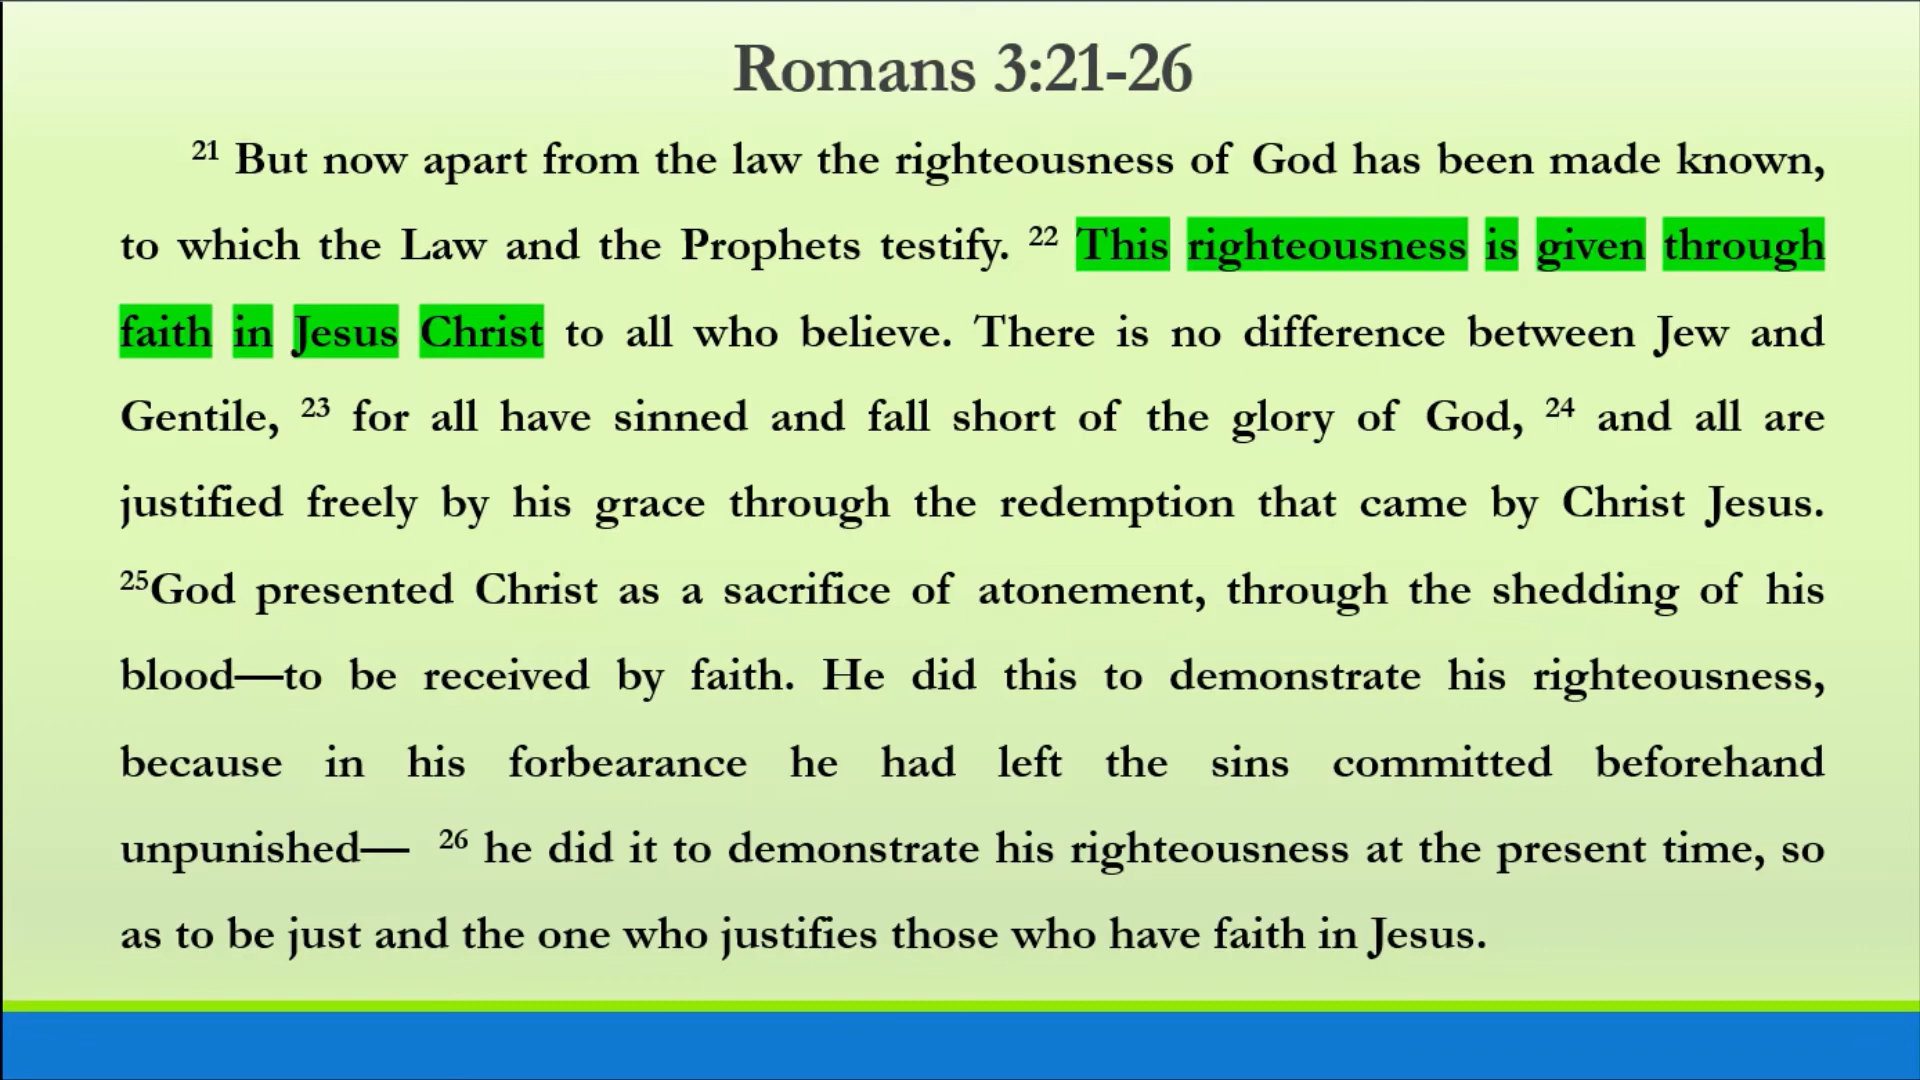 Romans 3:21-26
21 But now apart from the law the righteousness of God has been made known,
to which the Law and the Prophets testify. 22 This righteousness is given through
faith in Jesus Christ to all who believe. There is no difference between Jew and
Gentile, 23 for all have sinned and fall short of the glory of God, 24 and all are
justified freely by his grace through the redemption that came by Christ Jesus.
25God presented Christ as a sacrifice of atonement, through the shedding of his
blood—to be received by faith. He did this to demonstrate his righteousness,
because in his forbearance he had left the sins committed beforehand
unpunished— 26 he did it to demonstrate his righteousness at the present time, so
as to be just and the one who justifies those who have faith in Jesus.